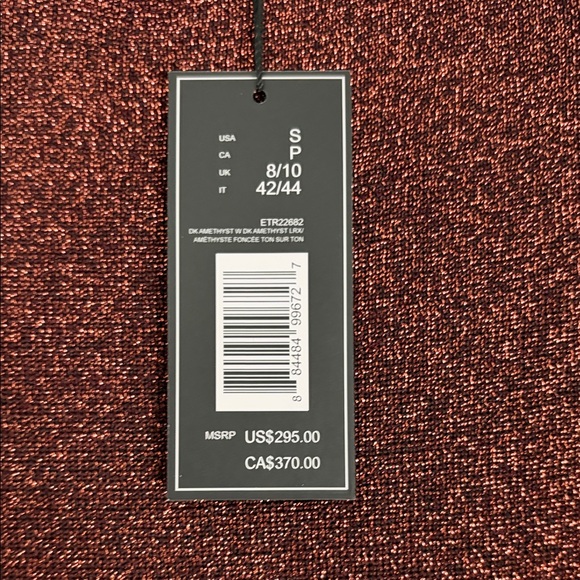 USA S
CA P
UK 8/10
IT 42/44
ETR22682
DK AMETHYST W DK AMETHYST LRX/
AMÉTHYSTE FONCÉE TON SUR TON
8 84484 99672 7
MSRP US$295.00
CA$370.00